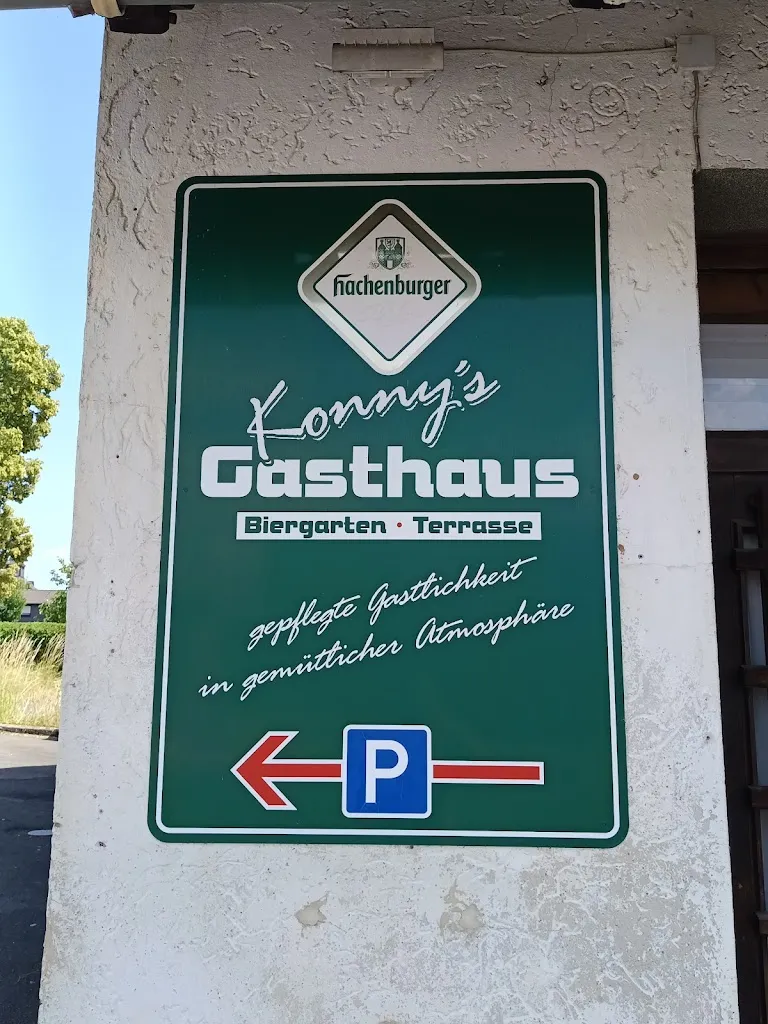 Hachenburger
Konny's
Gasthaus
Biergarten • Terrasse
gepflegte Gastlichkeit
in gemütlicher Atmosphäre
P